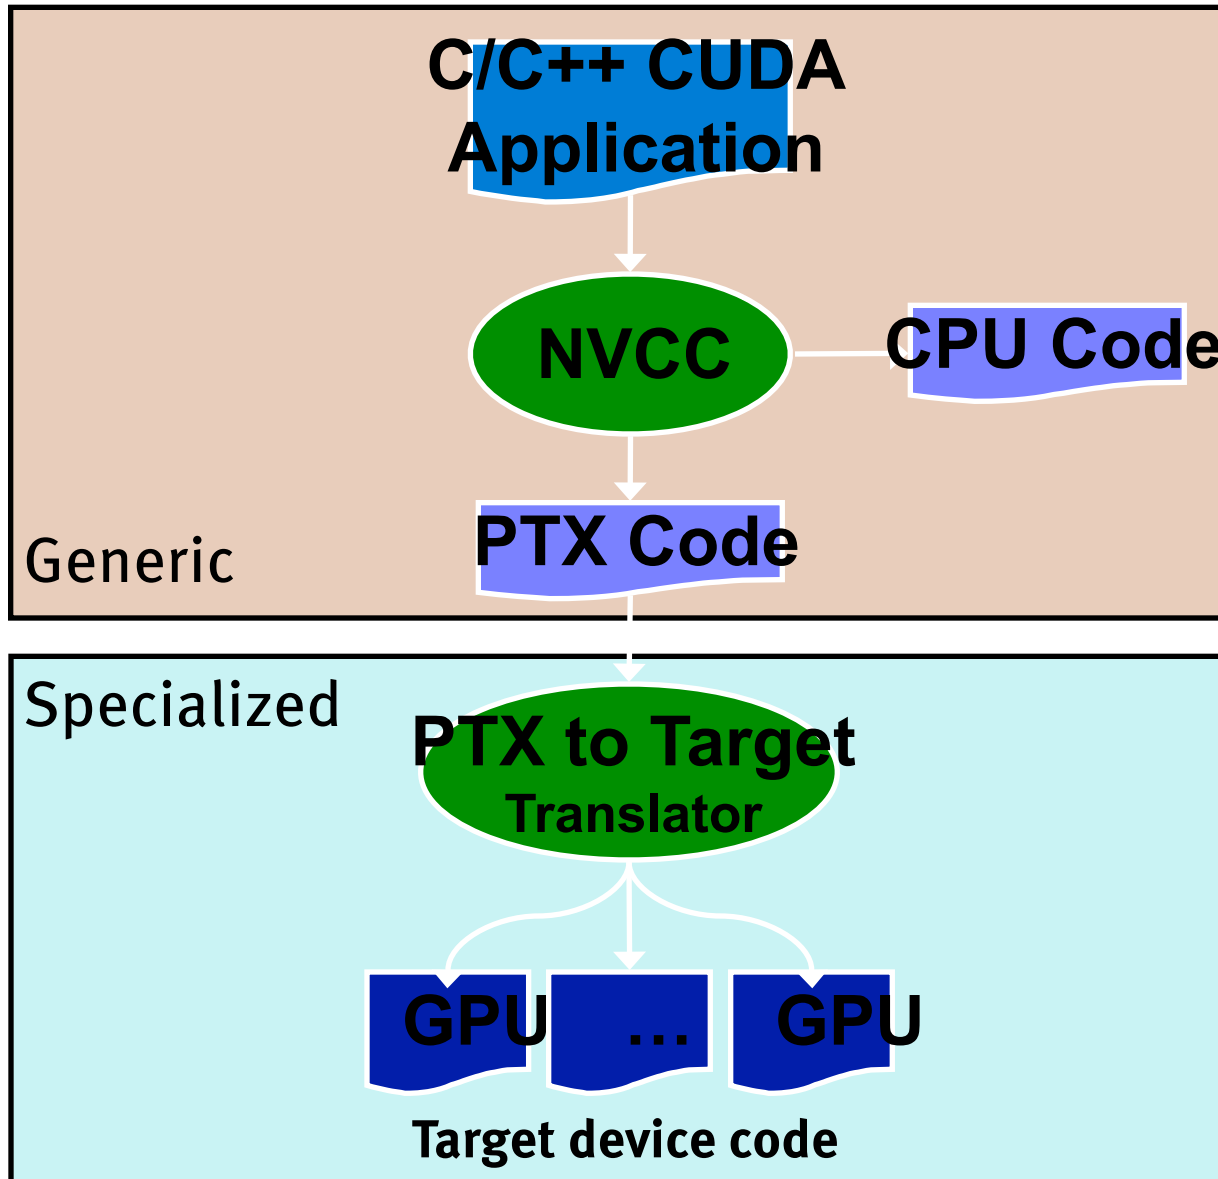 C/C++ CUDA
Application
NVCC
CPU Code
PTX Code
Generic
Specialized
PTX to Target
Translator
GPU
…
GPU
Target device code